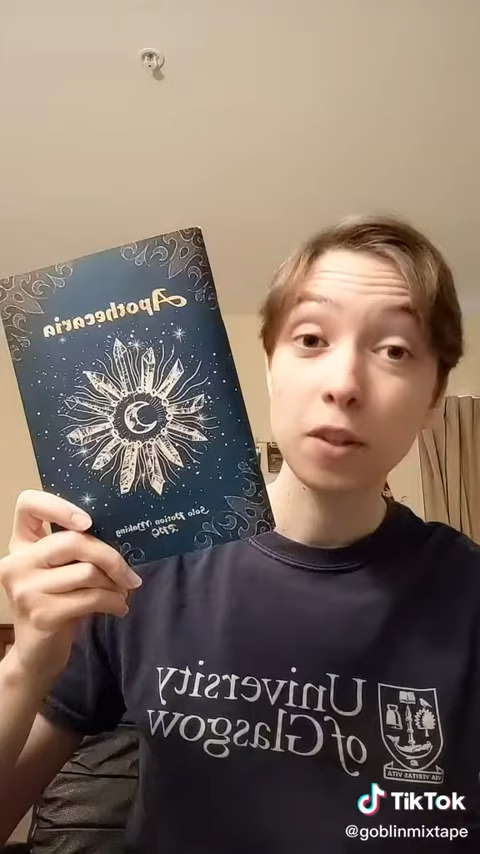 Apothecaria
Solo Potion Making
RPG
University
of Glasgow
VIA VERITAS VITA
TikTok
@goblinmixtape